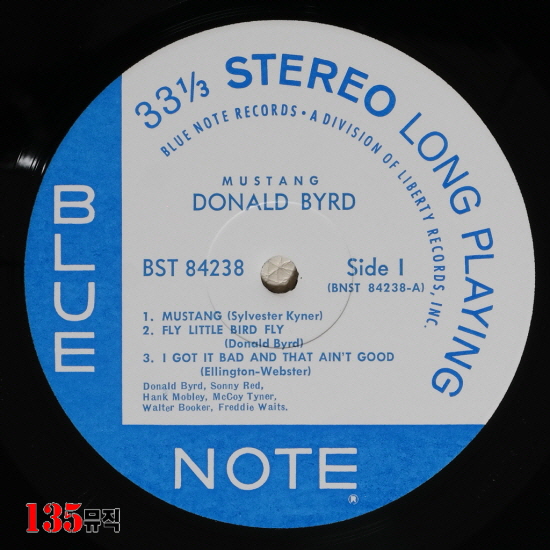 33⅓ STEREO LONG PLAYING
BLUE NOTE RECORDS • A DIVISION OF LIBERTY RECORDS, INC.
MUSTANG
DONALD BYRD
BST 84238
Side 1
(BNST 84238-A)
1. MUSTANG (Sylvester Kyner)
2. FLY LITTLE BIRD FLY
(Donald Byrd)
3. I GOT IT BAD AND THAT AIN'T GOOD
(Ellington-Webster)
Donald Byrd, Sonny Red,
Hank Mobley, McCoy Tyner,
Walter Booker, Freddie Waits.
BLUE
NOTE
®
135뮤직